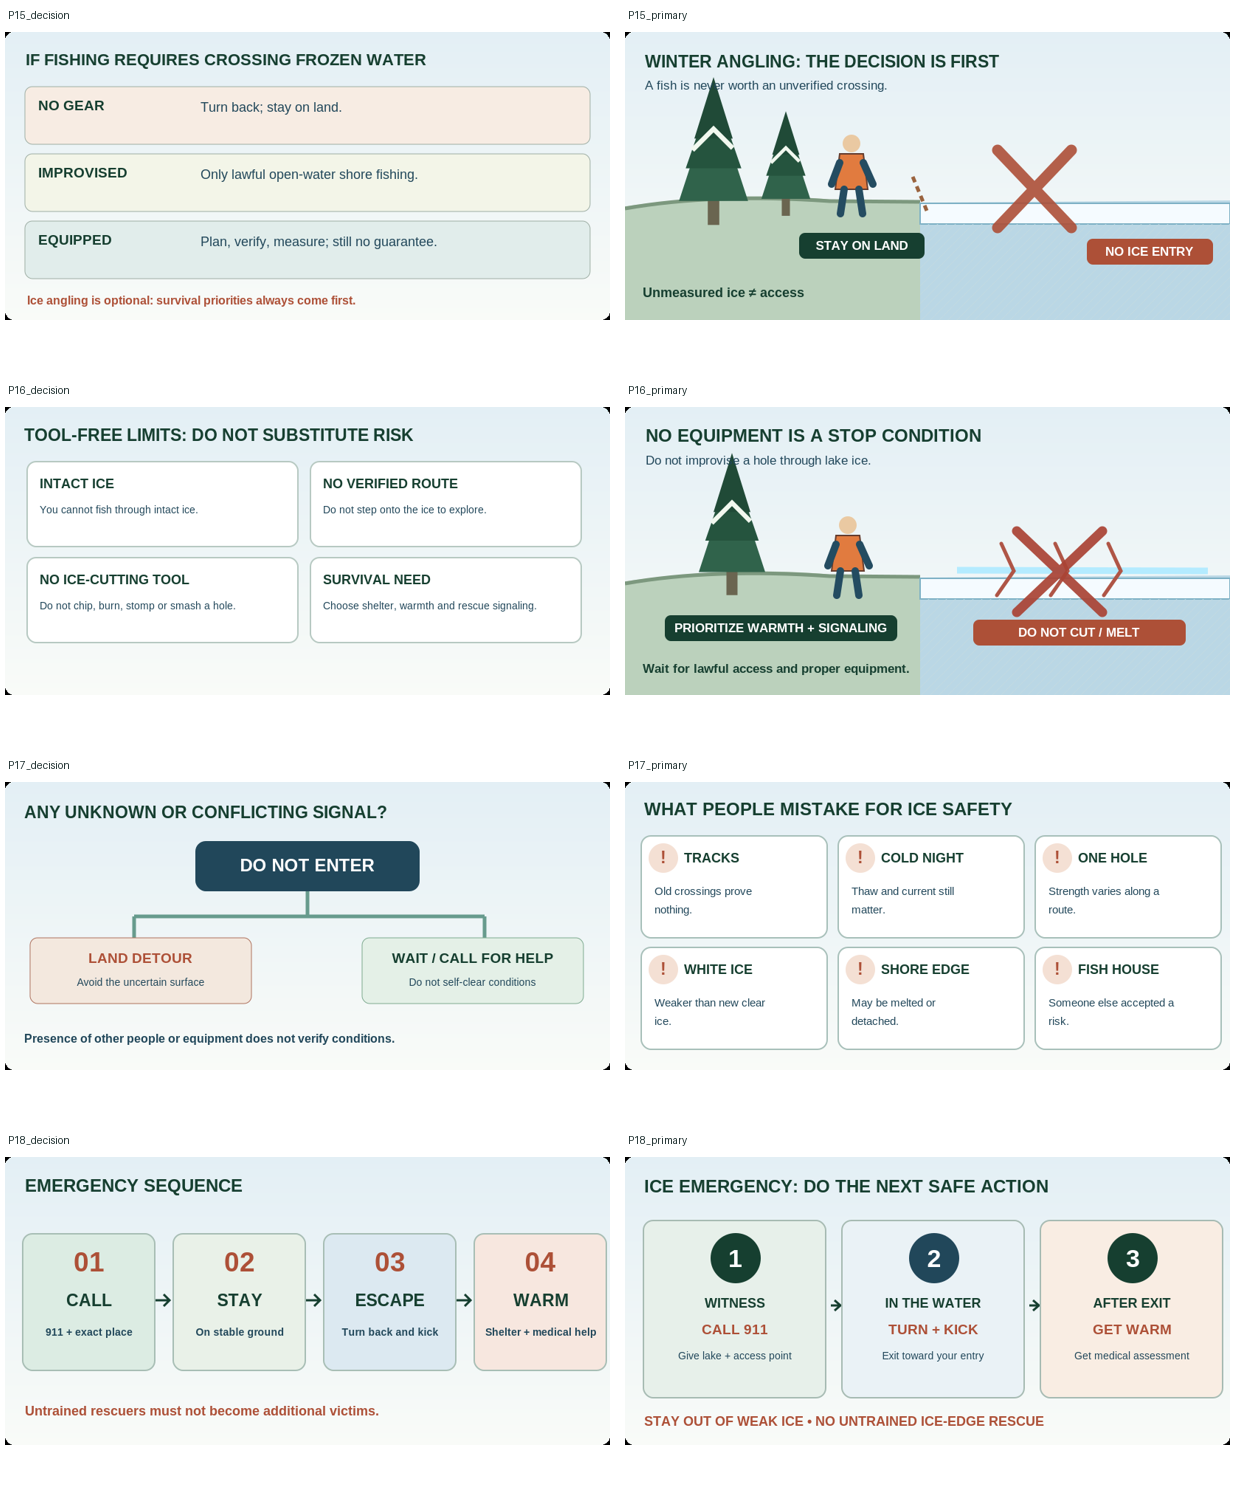 P15_decision
IF FISHING REQUIRES CROSSING FROZEN WATER
NO GEAR
Turn back; stay on land.
IMPROVISED
Only lawful open-water shore fishing.
EQUIPPED
Plan, verify, measure; still no guarantee.
Ice angling is optional: survival priorities always come first.
P15_primary
WINTER ANGLING: THE DECISION IS FIRST
A fish is never worth an unverified crossing.
STAY ON LAND
NO ICE ENTRY
Unmeasured ice ≠ access
P16_decision
TOOL-FREE LIMITS: DO NOT SUBSTITUTE RISK
INTACT ICE
You cannot fish through intact ice.
NO VERIFIED ROUTE
Do not step onto the ice to explore.
NO ICE-CUTTING TOOL
Do not chip, burn, stomp or smash a hole.
SURVIVAL NEED
Choose shelter, warmth and rescue signaling.
P16_primary
NO EQUIPMENT IS A STOP CONDITION
Do not improvise a hole through lake ice.
PRIORITIZE WARMTH + SIGNALING
DO NOT CUT / MELT
Wait for lawful access and proper equipment.
P17_decision
ANY UNKNOWN OR CONFLICTING SIGNAL?
DO NOT ENTER
LAND DETOUR
Avoid the uncertain surface
WAIT / CALL FOR HELP
Do not self-clear conditions
Presence of other people or equipment does not verify conditions.
P17_primary
WHAT PEOPLE MISTAKE FOR ICE SAFETY
! TRACKS
Old crossings prove
nothing.
! COLD NIGHT
Thaw and current still
matter.
! ONE HOLE
Strength varies along a
route.
! WHITE ICE
Weaker than new clear
ice.
! SHORE EDGE
May be melted or
detached.
! FISH HOUSE
Someone else accepted a
risk.
P18_decision
EMERGENCY SEQUENCE
01
CALL
911 + exact place
02
STAY
On stable ground
03
ESCAPE
Turn back and kick
04
WARM
Shelter + medical help
Untrained rescuers must not become additional victims.
P18_primary
ICE EMERGENCY: DO THE NEXT SAFE ACTION
1
WITNESS
CALL 911
Give lake + access point
2
IN THE WATER
TURN + KICK
Exit toward your entry
3
AFTER EXIT
GET WARM
Get medical assessment
STAY OUT OF WEAK ICE • NO UNTRAINED ICE-EDGE RESCUE